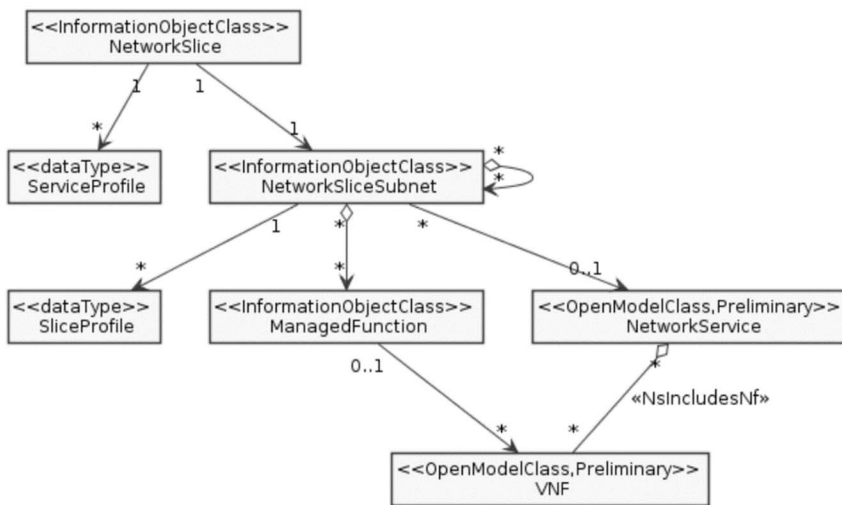 <<InformationObjectClass>>
NetworkSlice
1
1
*
1
<<dataType>>
ServiceProfile
<<InformationObjectClass>>
NetworkSliceSubnet
*
*
1
*
*
*
*
0..1
<<dataType>>
SliceProfile
<<InformationObjectClass>>
ManagedFunction
<<OpenModelClass,Preliminary>>
NetworkService
0..1
*
«NsIncludesNf»
*
*
<<OpenModelClass,Preliminary>>
VNF